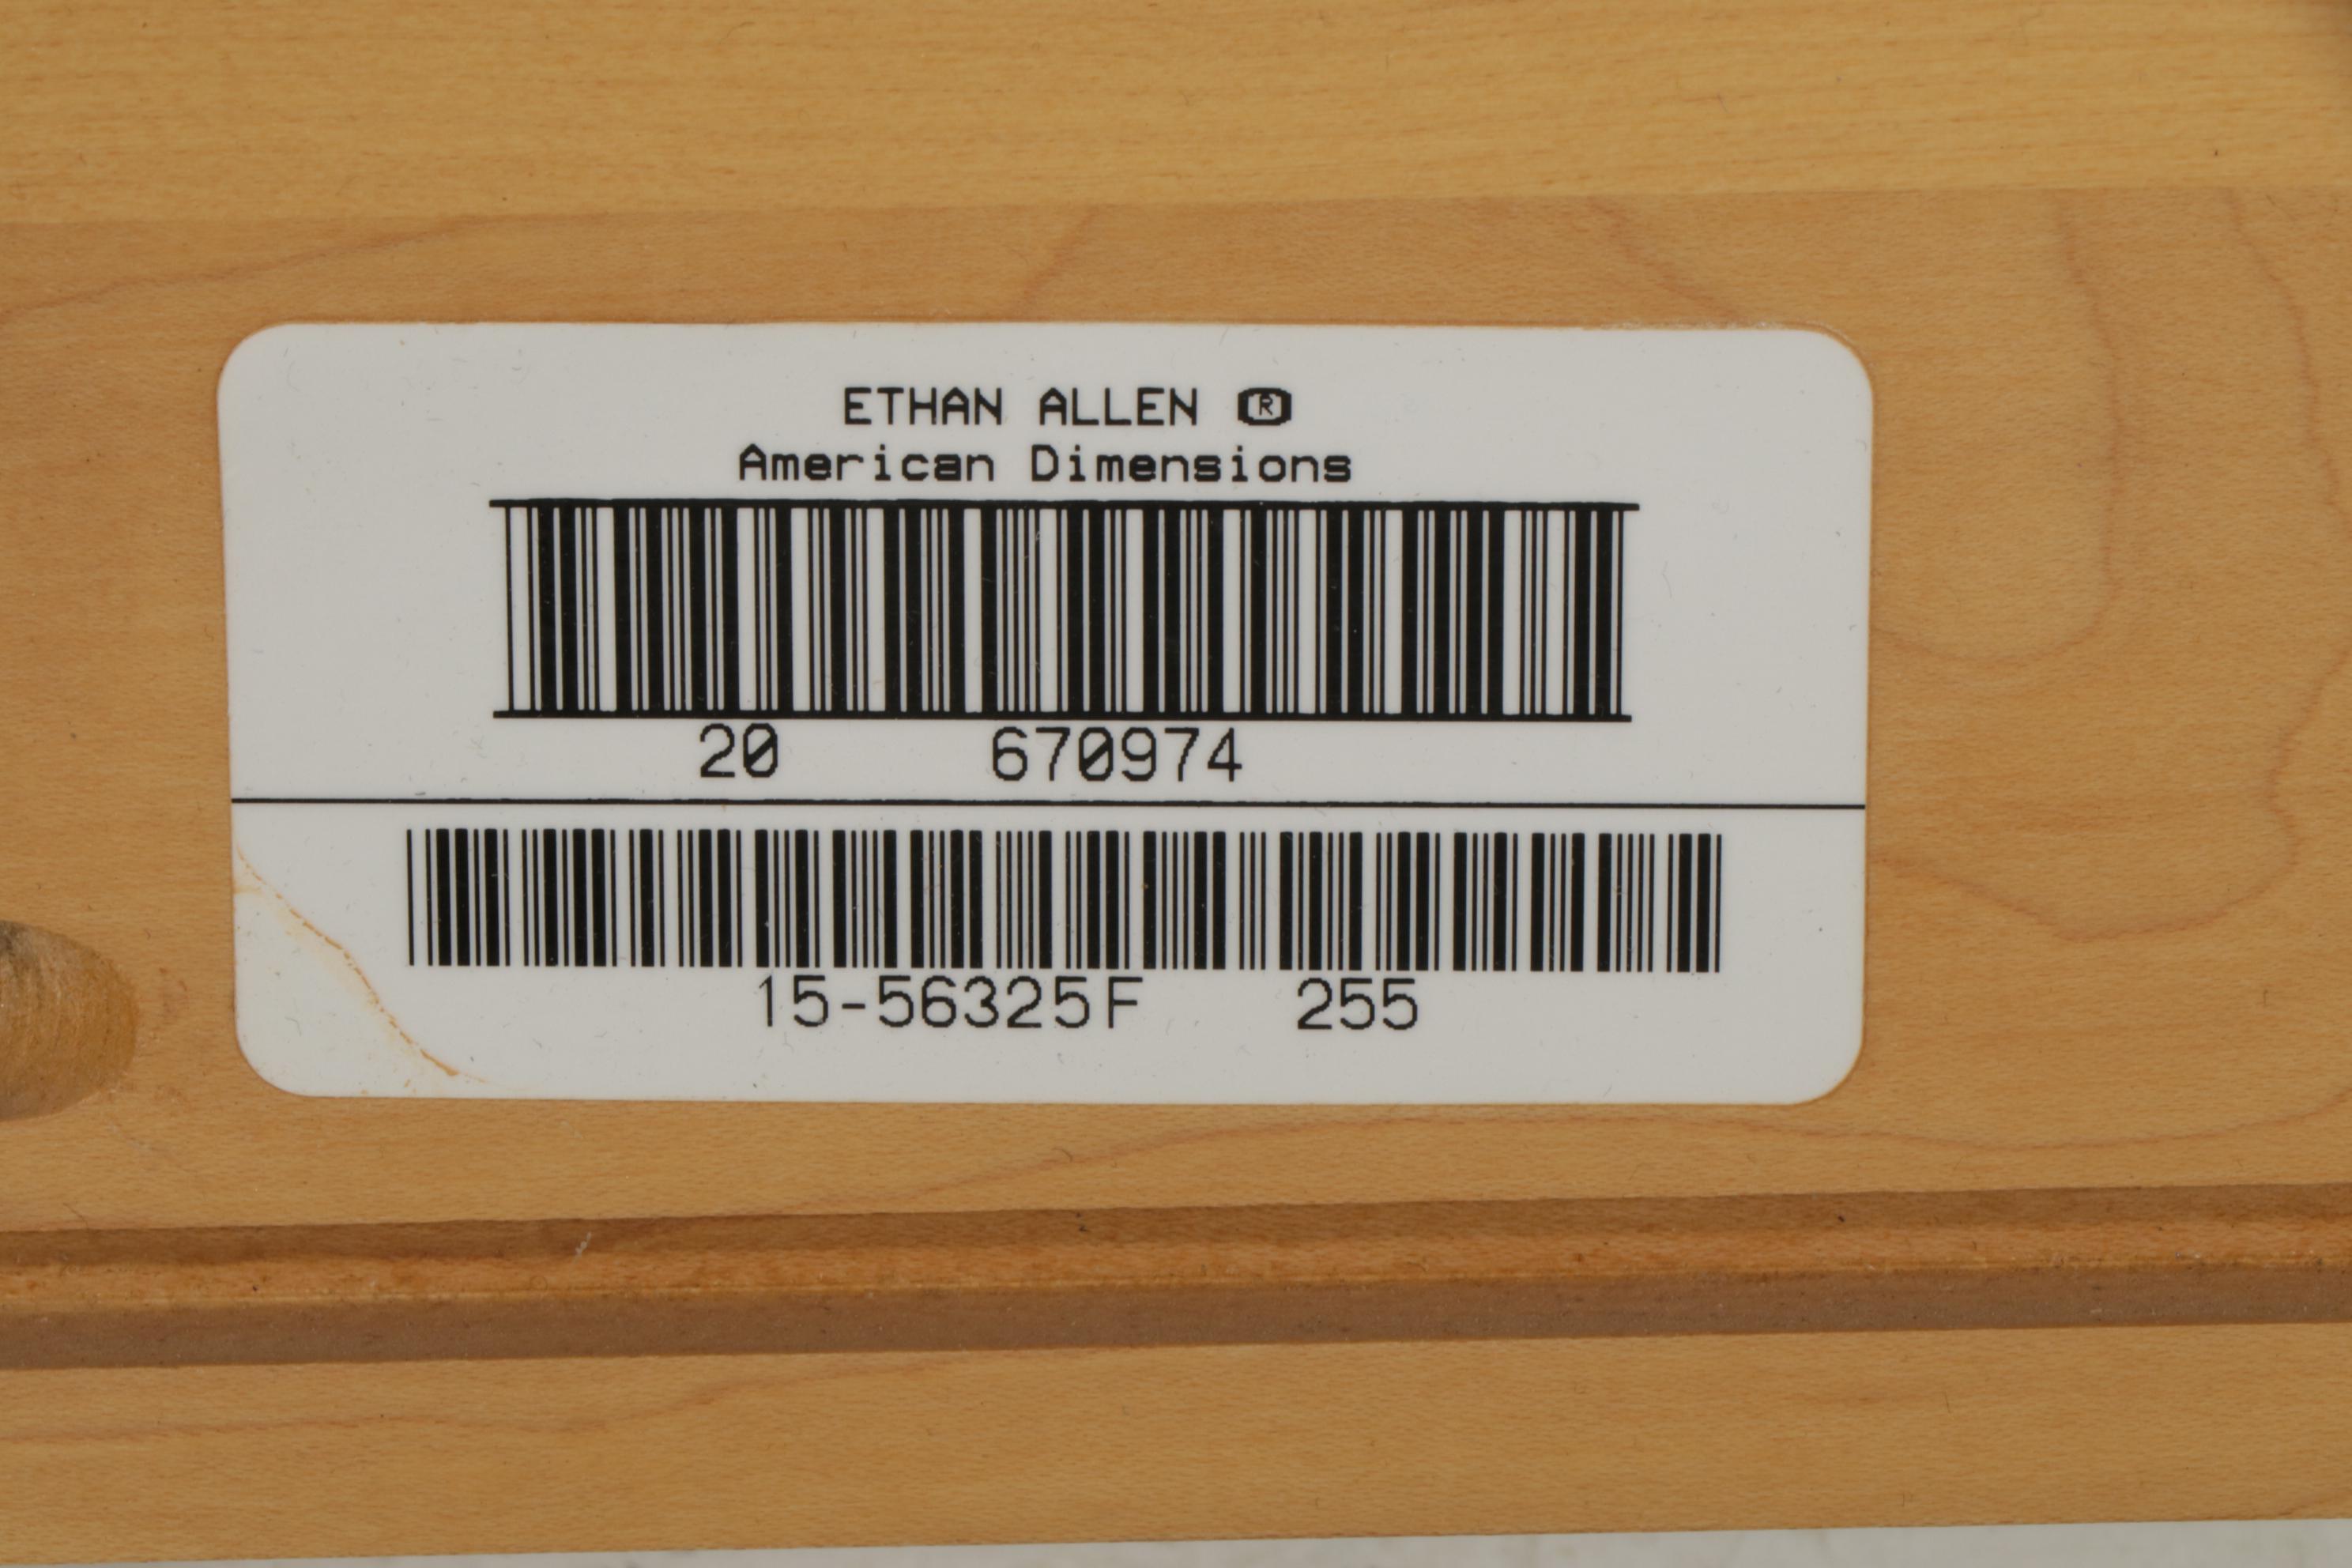 ETHAN ALLEN ®
American Dimensions
20 670974
15-56325F 255